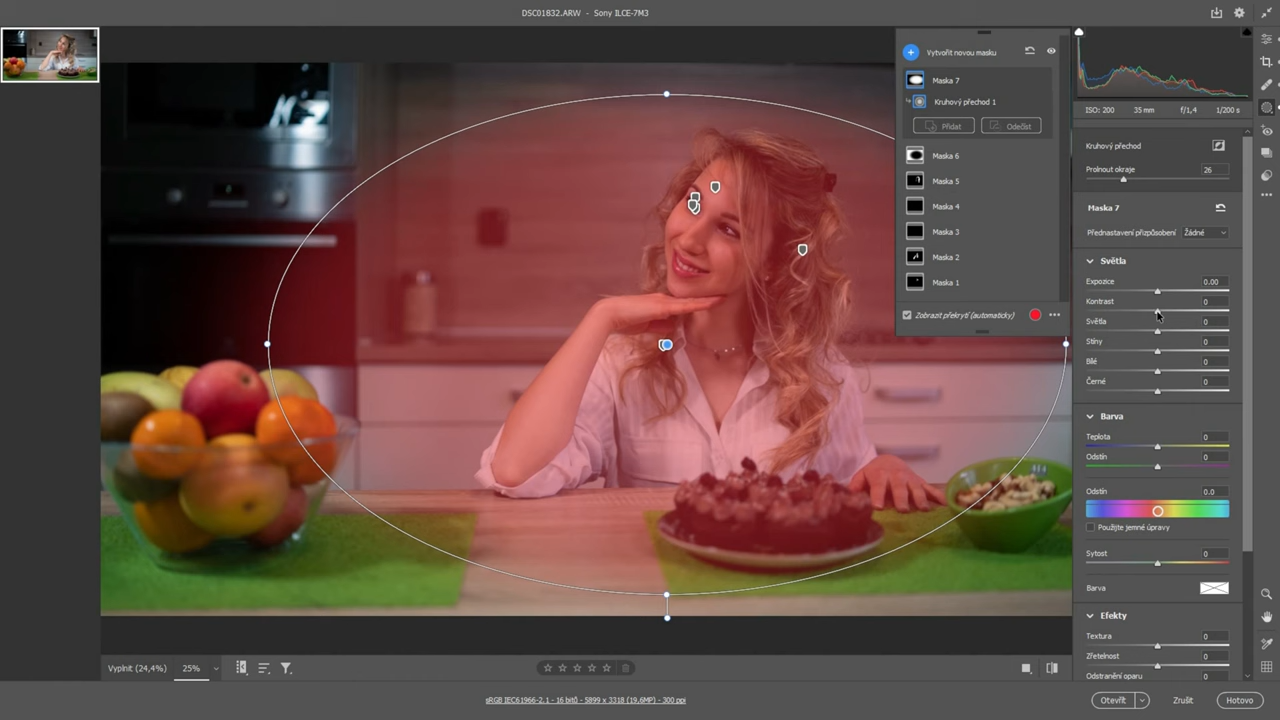 DSC01832.ARW - Sony ILCE-7M3
Vytvořit novou masku
Maska 7
Kruhový přechod 1
Přidat
Odečíst
Maska 6
Maska 5
Maska 4
Maska 3
Maska 2
Maska 1
Zobrazit překrytí (automaticky)
ISO: 200 35 mm f/1,4 1/200 s
Kruhový přechod
Prolnout okraje 26
Maska 7
Přednastavení přizpůsobení Žádné
Světla
Expozice 0.00
Kontrast 0
Světla 0
Stíny 0
Bílé 0
Černé 0
Barva
Teplota 0
Odstín 0
Odstín 0.0
Použijte jemné úpravy
Sytost 0
Barva
Efekty
Textura 0
Zřetelnost 0
Odstranění oparu 0
Vyplnit (24,4%) 25%
sRGB IEC61966-2.1 - 16 bitů - 5899 x 3318 (19,6MP) - 300 ppi
Otevřít
Zrušit
Hotovo